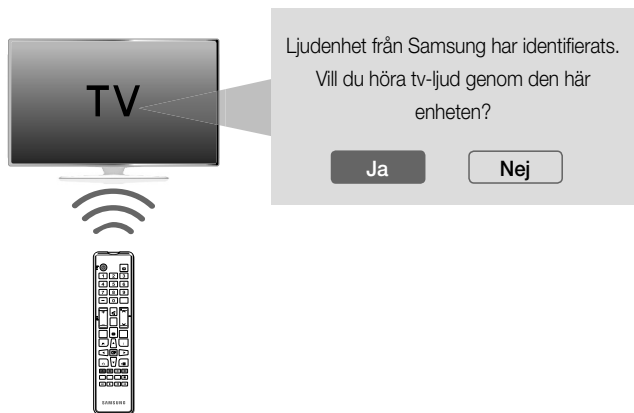 TV
Ljudenhet från Samsung har identifierats.
Vill du höra tv-ljud genom den här
enheten?
Ja
Nej
SAMSUNG